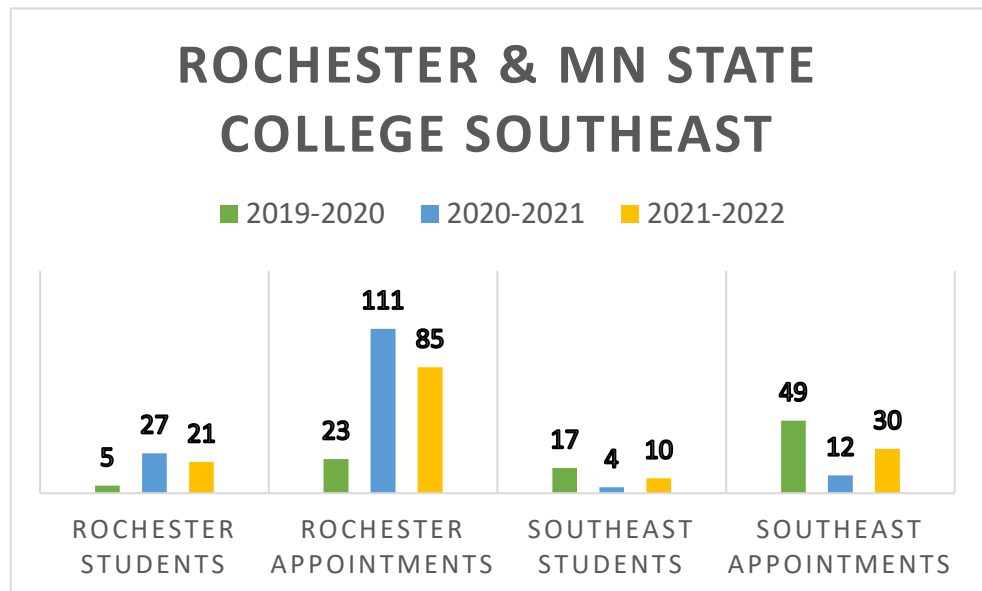 ROCHESTER & MN STATE
COLLEGE SOUTHEAST
2019-2020 2020-2021 2021-2022
5 27 21
23 111 85
17 4 10
49 12 30
ROCHESTER
STUDENTS
ROCHESTER
APPOINTMENTS
SOUTHEAST
STUDENTS
SOUTHEAST
APPOINTMENTS